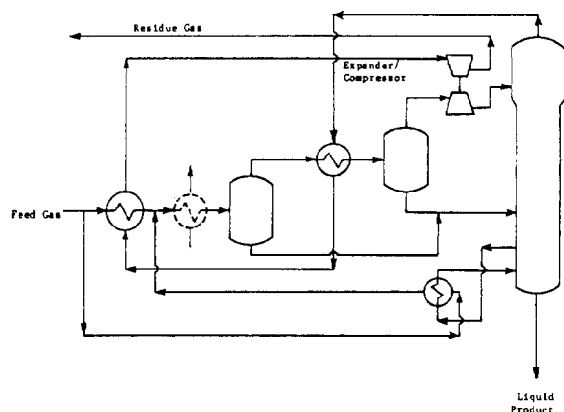 Residue Gas
Expander/
Compressor
Feed Gas
Liquid
Product